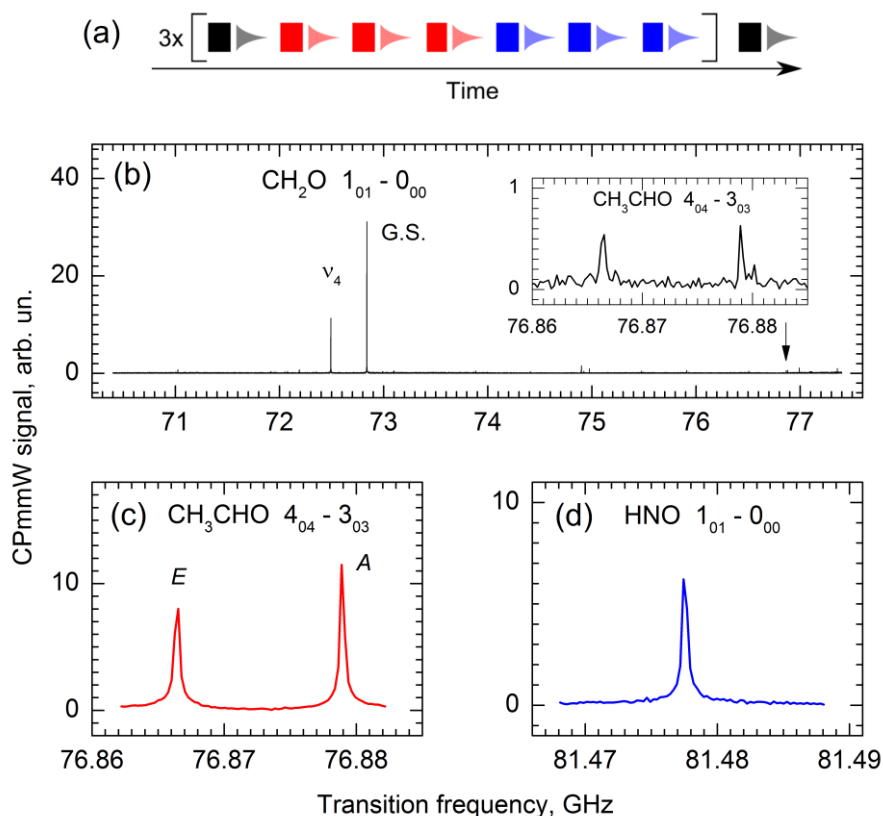 (a)
3x
Time
CPmmW signal, arb. un.
(b)
CH₂O 1₀₁ - 0₀₀
G.S.
ν₄
40
20
0
71 72 73 74 75 76 77
CH₃CHO 4₀₄ - 3₀₃
1
0
76.86 76.87 76.88
(c)
CH₃CHO 4₀₄ - 3₀₃
E
A
10
0
76.86 76.87 76.88
(d)
HNO 1₀₁ - 0₀₀
10
0
81.47 81.48 81.49
Transition frequency, GHz